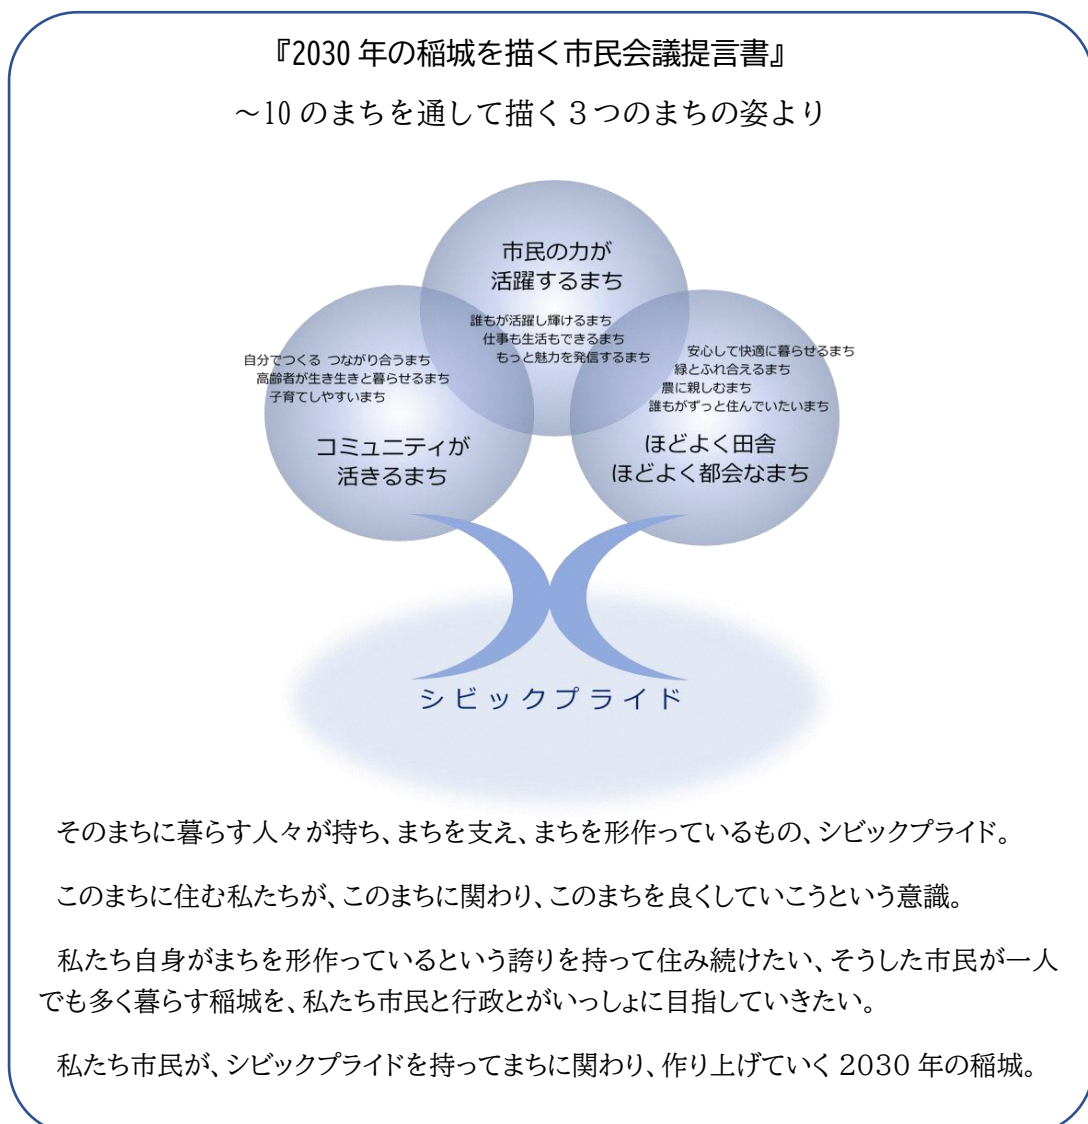 『2030 年の稲城を描く市民会議提言書』
～10 のまちを通して描く３つのまちの姿より
市民の力が
活躍するまち
誰もが活躍し輝けるまち
仕事も生活もできるまち
もっと魅力を発信するまち
自分でつくる つながり合うまち
高齢者が生き生きと暮らせるまち
子育てしやすいまち
コミュニティが
活きるまち
安心して快適に暮らせるまち
緑とふれ合えるまち
農に親しむまち
誰もがずっと住んでいたいまち
ほどよく田舎
ほどよく都会なまち
シビックプライド
そのまちに暮らす人々が持ち、まちを支え、まちを形作っているもの、シビックプライド。
このまちに住む私たちが、このまちに関わり、このまちを良くしていこうという意識。
私たち自身がまちを形作っているという誇りを持って住み続けたい、そうした市民が一人
でも多く暮らす稲城を、私たち市民と行政とがいっしょに目指していきたい。
私たち市民が、シビックプライドを持ってまちに関わり、作り上げていく 2030 年の稲城。